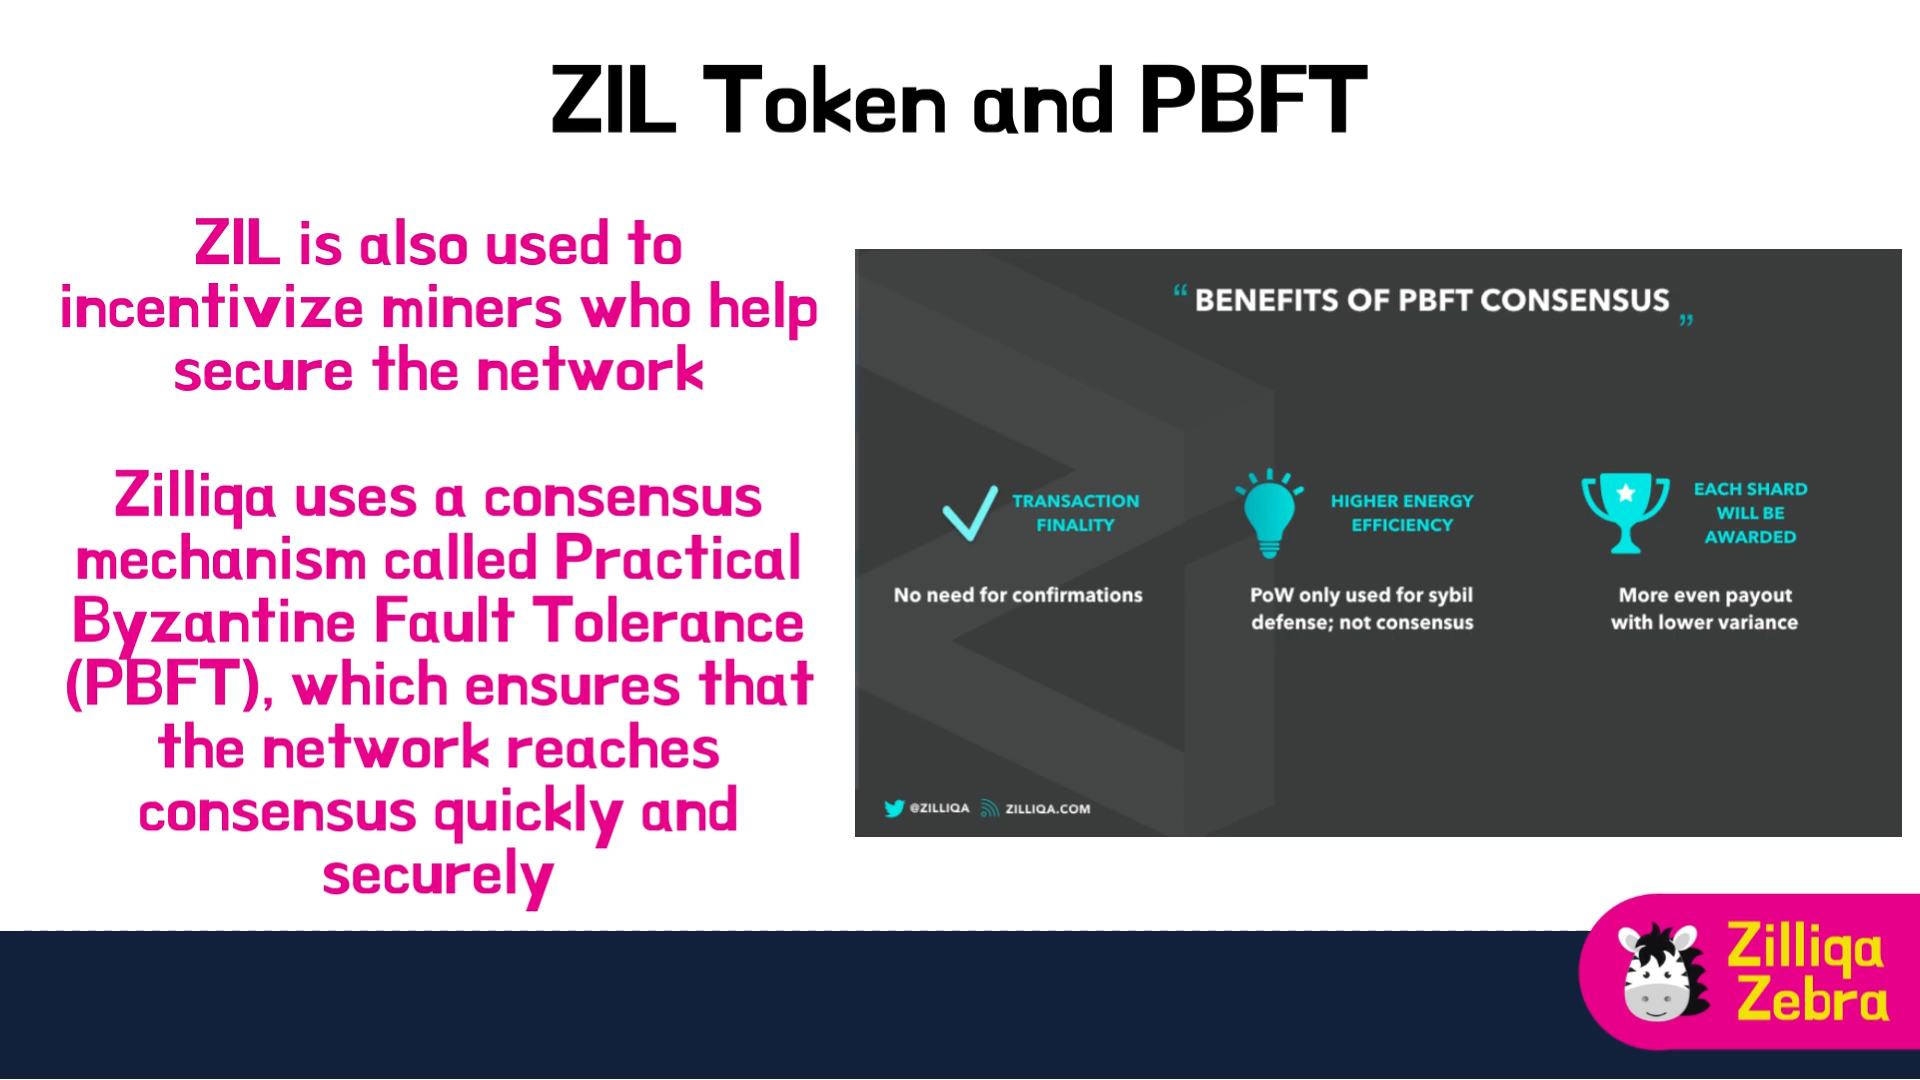 ZIL Token and PBFT
ZIL is also used to
incentivize miners who help
secure the network
Zilliqa uses a consensus
mechanism called Practical
Byzantine Fault Tolerance
(PBFT), which ensures that
the network reaches
consensus quickly and
securely
“ BENEFITS OF PBFT CONSENSUS ”
TRANSACTION
FINALITY
No need for confirmations
HIGHER ENERGY
EFFICIENCY
PoW only used for sybil
defense; not consensus
EACH SHARD
WILL BE
AWARDED
More even payout
with lower variance
@ZILLIQA ZILLIQA.COM
Zilliqa
Zebra